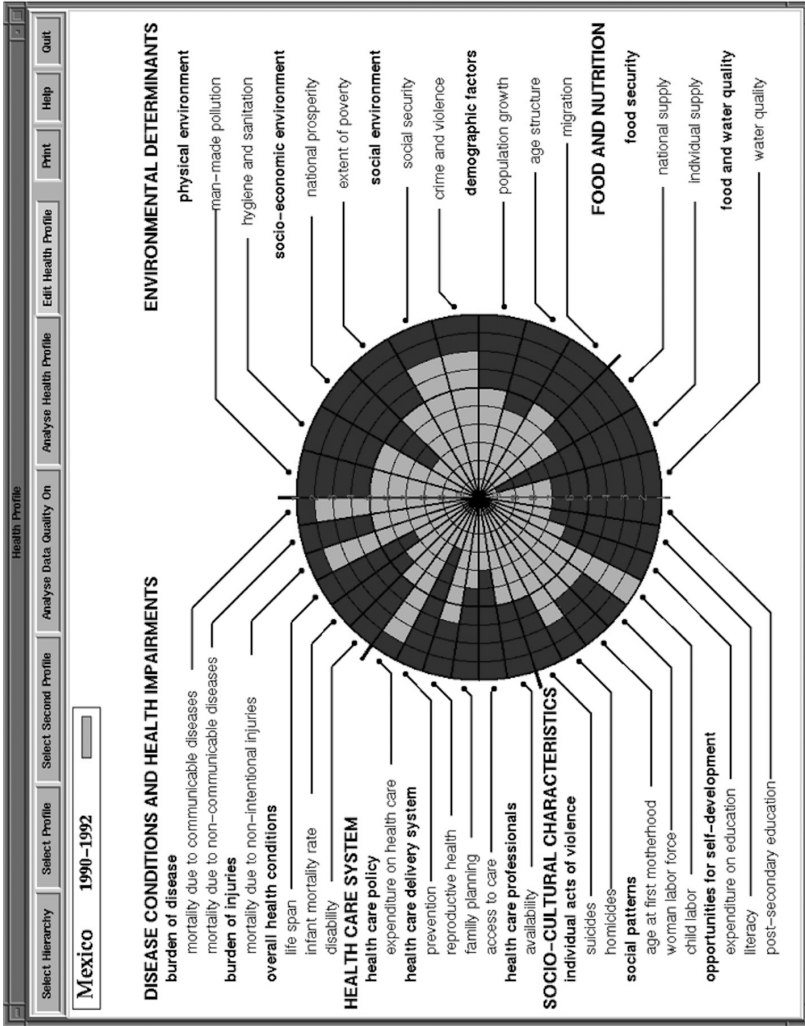 Health Profile
Select Hierarchy
Select Profile
Select Second Profile
Analyse Data Quality On
Analyse Health Profile
Edit Health Profile
Print
Help
Quit
Mexico 1990-1992
DISEASE CONDITIONS AND HEALTH IMPAIRMENTS
burden of disease
mortality due to communicable diseases
mortality due to non-communicable diseases
burden of injuries
mortality due to non-intentional injuries
overall health conditions
life span
infant mortality rate
disability
HEALTH CARE SYSTEM
health care policy
expenditure on health care
health care delivery system
prevention
reproductive health
familiy planning
access to care
health care professionals
availability
SOCIO-CULTURAL CHARACTERISTICS
individual acts of violence
suicides
homicides
social patterns
age at first motherhood
woman labor force
child labor
opportunities for self-development
expenditure on education
literacy
post-secondary education
ENVIRONMENTAL DETERMINANTS
physical environment
man-made pollution
hygiene and sanitation
socio-economic environment
national prosperity
extent of poverty
social environment
social security
crime and violence
demographic factors
population growth
age structure
migration
FOOD AND NUTRITION
food security
national supply
individual supply
food and water quality
water quality